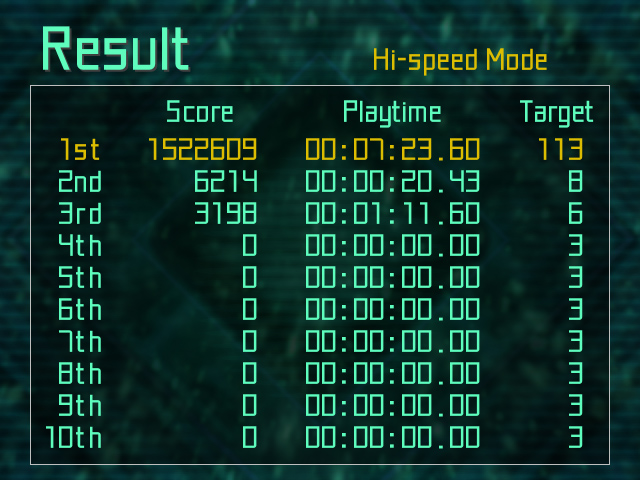 Result
Hi-speed Mode
Score Playtime Target
1st 1522609 00:07:23.60 113
2nd 6214 00:00:20.43 8
3rd 3198 00:01:11.60 6
4th 0 00:00:00.00 3
5th 0 00:00:00.00 3
6th 0 00:00:00.00 3
7th 0 00:00:00.00 3
8th 0 00:00:00.00 3
9th 0 00:00:00.00 3
10th 0 00:00:00.00 3